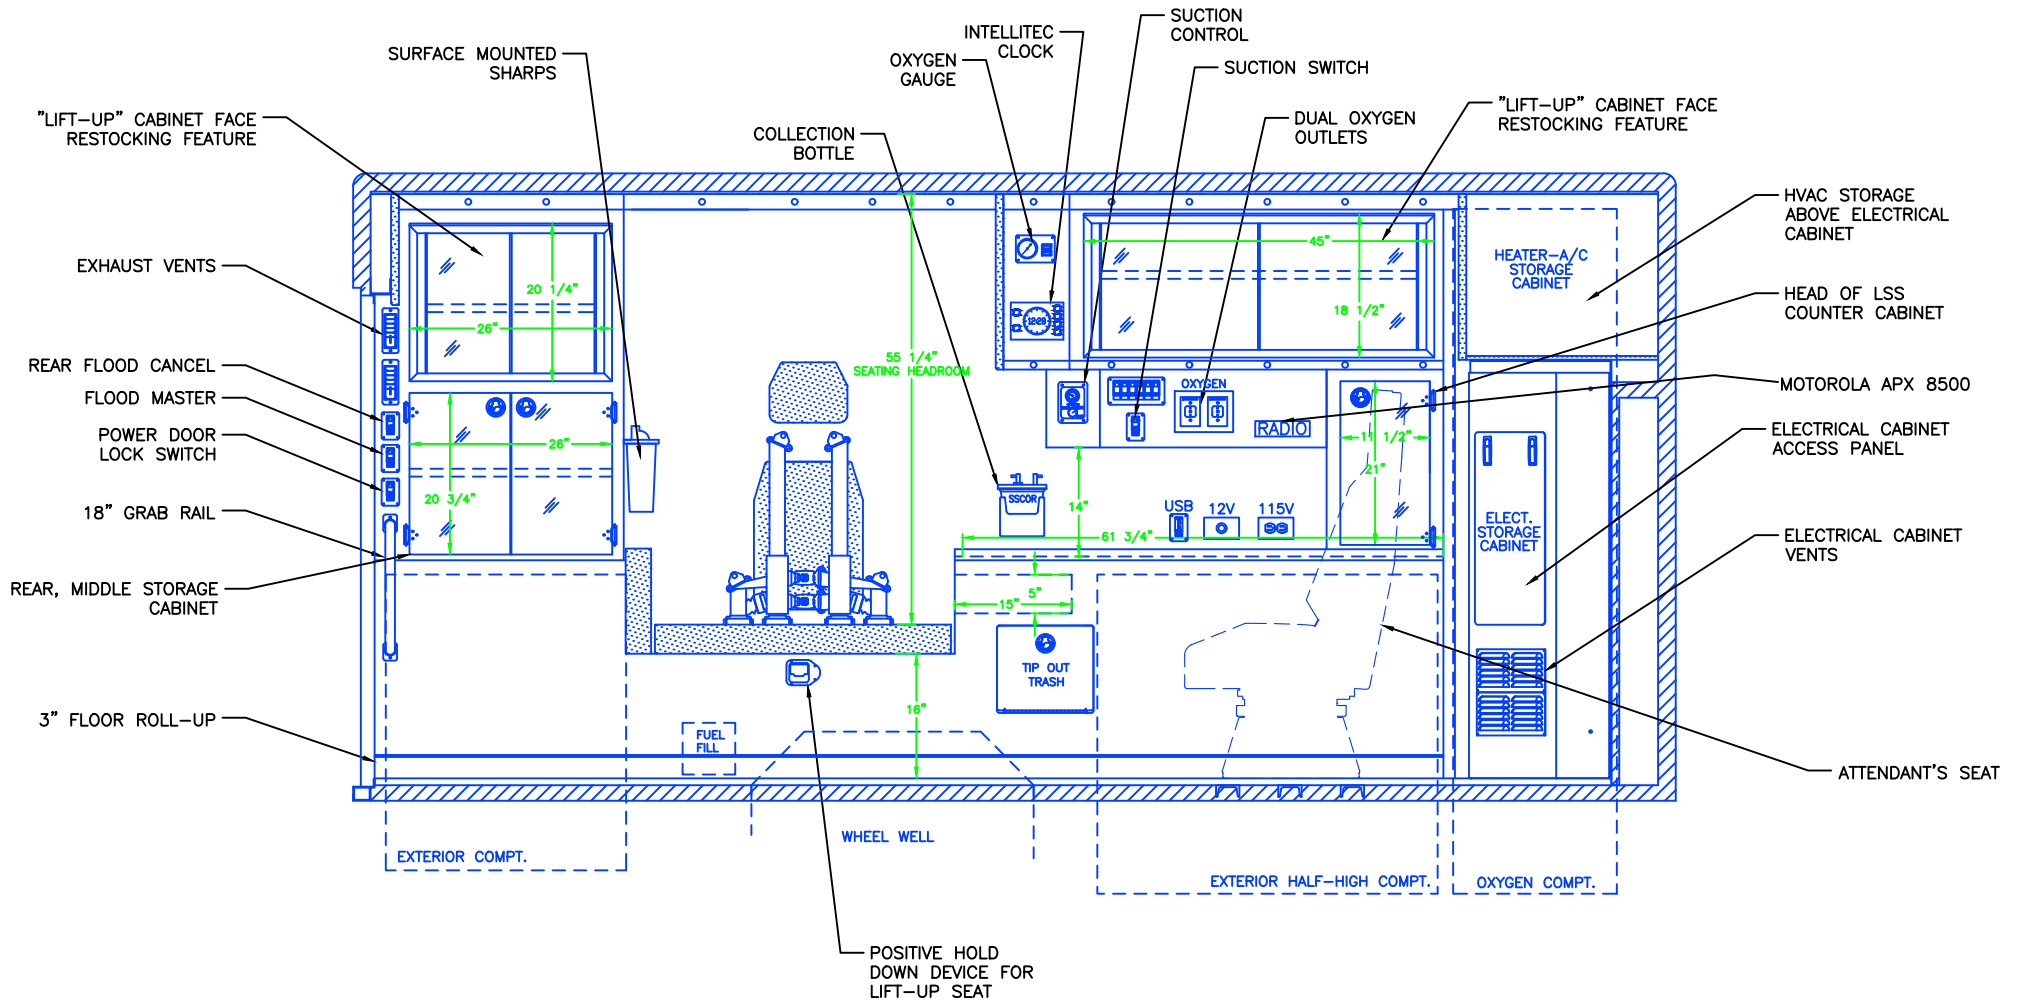 SUCTION
CONTROL
INTELLITEC
CLOCK
SURFACE MOUNTED
SHARPS
OXYGEN
GAUGE
SUCTION SWITCH
"LIFT-UP" CABINET FACE
RESTOCKING FEATURE
"LIFT-UP" CABINET FACE
RESTOCKING FEATURE
DUAL OXYGEN
OUTLETS
COLLECTION
BOTTLE
HVAC STORAGE
ABOVE ELECTRICAL
CABINET
45"
HEATER-A/C
STORAGE
CABINET
EXHAUST VENTS
20 1/4"
HEAD OF LSS
COUNTER CABINET
18 1/2"
12:29
26"
55 1/4"
SEATING HEADROOM
REAR FLOOD CANCEL
OXYGEN
MOTOROLA APX 8500
FLOOD MASTER
RADIO
ELECTRICAL CABINET
ACCESS PANEL
POWER DOOR
LOCK SWITCH
26"
11 1/2"
21"
20 3/4"
SSCOR
14"
USB
12V
115V
18" GRAB RAIL
ELECT.
STORAGE
CABINET
61 3/4"
ELECTRICAL CABINET
VENTS
REAR, MIDDLE STORAGE
CABINET
5"
15"
TIP OUT
TRASH
16"
3" FLOOR ROLL-UP
FUEL
FILL
ATTENDANT'S SEAT
WHEEL WELL
EXTERIOR COMPT.
EXTERIOR HALF-HIGH COMPT.
OXYGEN COMPT.
POSITIVE HOLD
DOWN DEVICE FOR
LIFT-UP SEAT